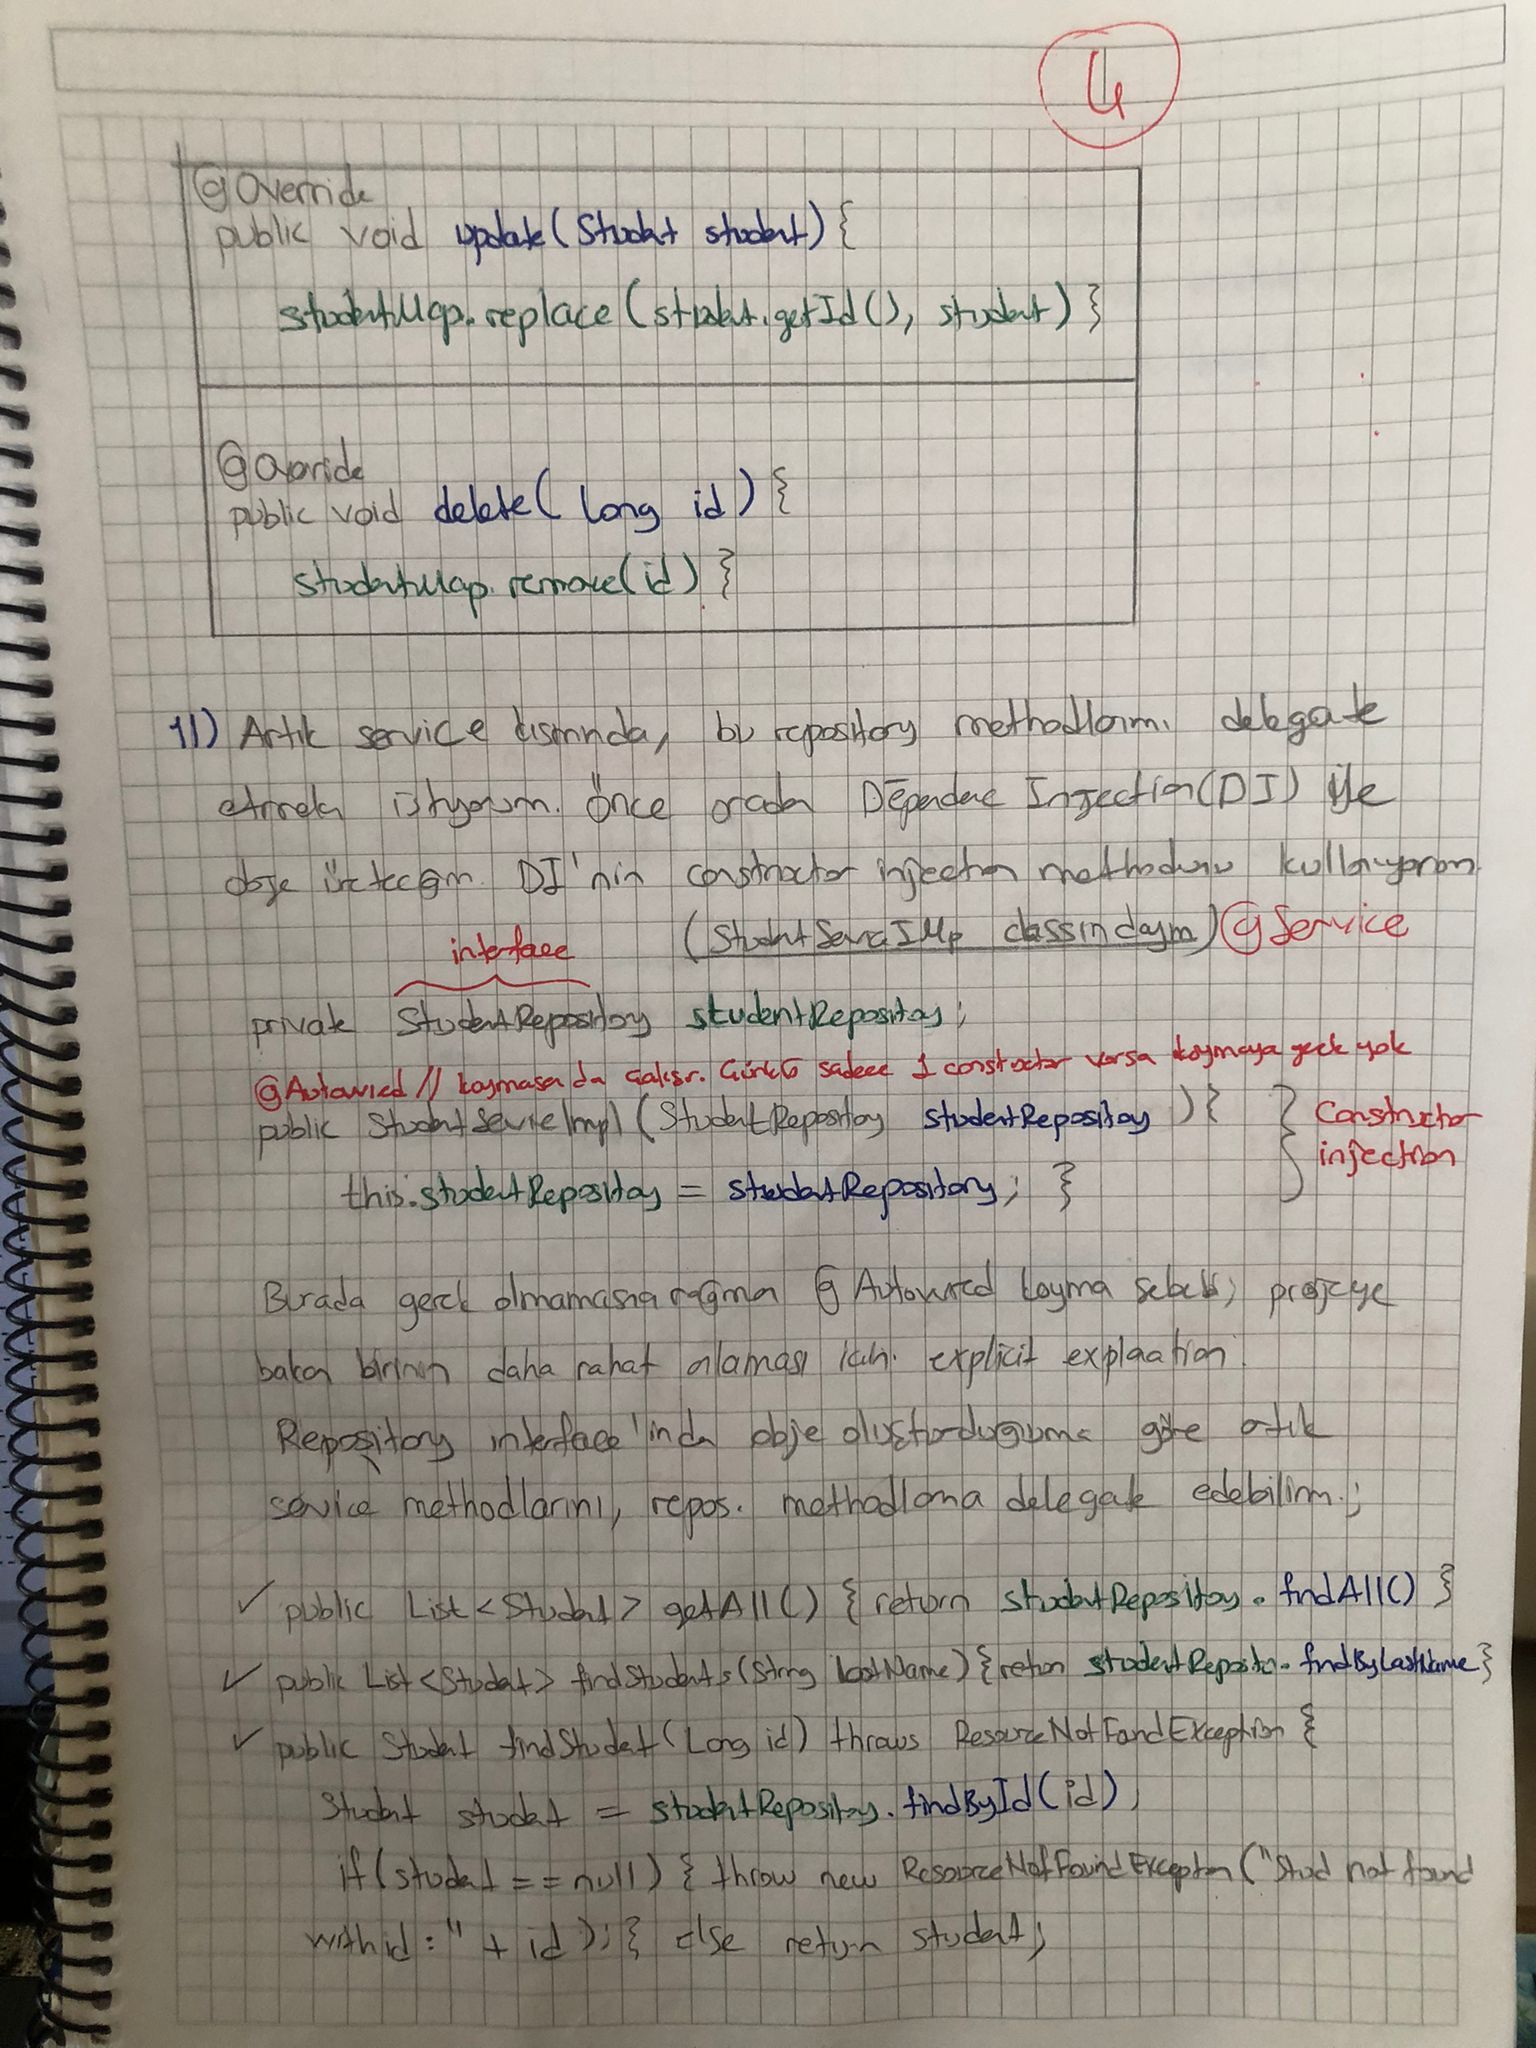 4
@Override
public void update(Student student){
studentMap.replace(student.getId(), student) }
@Override
public void delete( Long id ) {
studentMap.remove(id) }
11) Artık service kısmında, bu repository methodlarını delegate
etmek istiyorum. Önce oradan Dependenc Injection(DI) ile
obje üreteceğim. DI'nin constructor injection methodunu kullanıyorum.
(StudentServiceIMp classındayım) @Service
interface
private StudentRepository studentRepository;
@Autowired // koymasan da çalışır. Çünkü sadece 1 constructor varsa koymaya gerek yok
public StudentServiceImpl (StudentRepository studentRepository ) {
Constructor
injection
this.studentRepository = studentRepository; }
Burada gerek olmamasına rağmen @Autowired koyma sebebi; projeye
bakan birinin daha rahat anlaması için. explicit explaation.
Repository interface'inden obje oluşturduğuma göre artık
service methodlarını, repos. methodlarına delegate edebilirim.;
✓ public List<Student> getAll() { return studentRepository.findAll() }
✓ public List<Student> findStudents(String lastName) {return studentReposito.findByLastName}
✓ public Student findStudent(Long id) throws ResourceNotFoundException {
Student student = studentRepository.findById(id);
if(student == null) { throw new ResourceNotFoundException("Stud not found
with id : " + id ); } else return student;